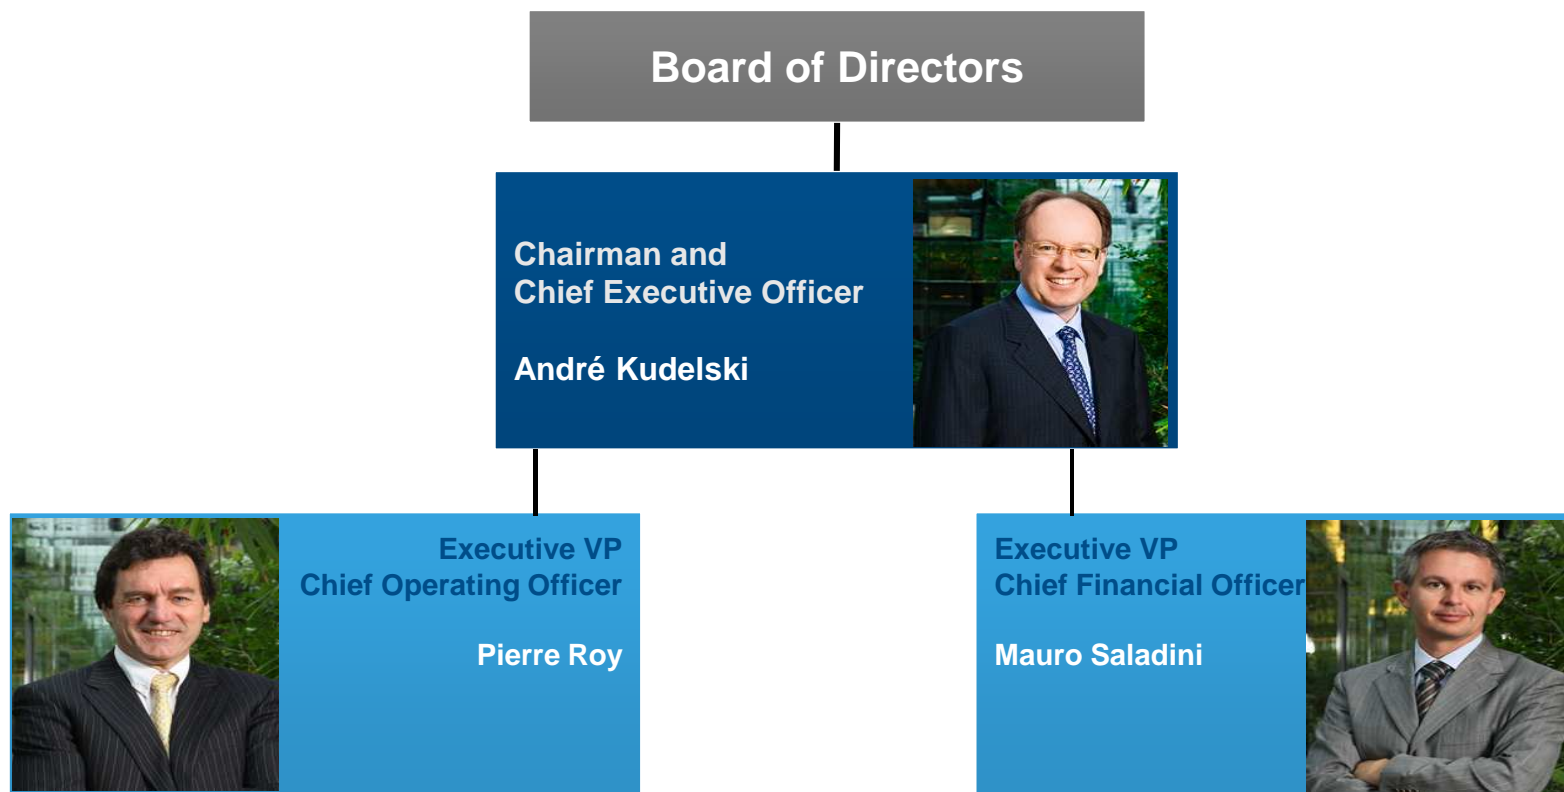 Board of Directors
Chairman and
Chief Executive Officer
André Kudelski
Executive VP
Chief Operating Officer
Pierre Roy
Executive VP
Chief Financial Officer
Mauro Saladini